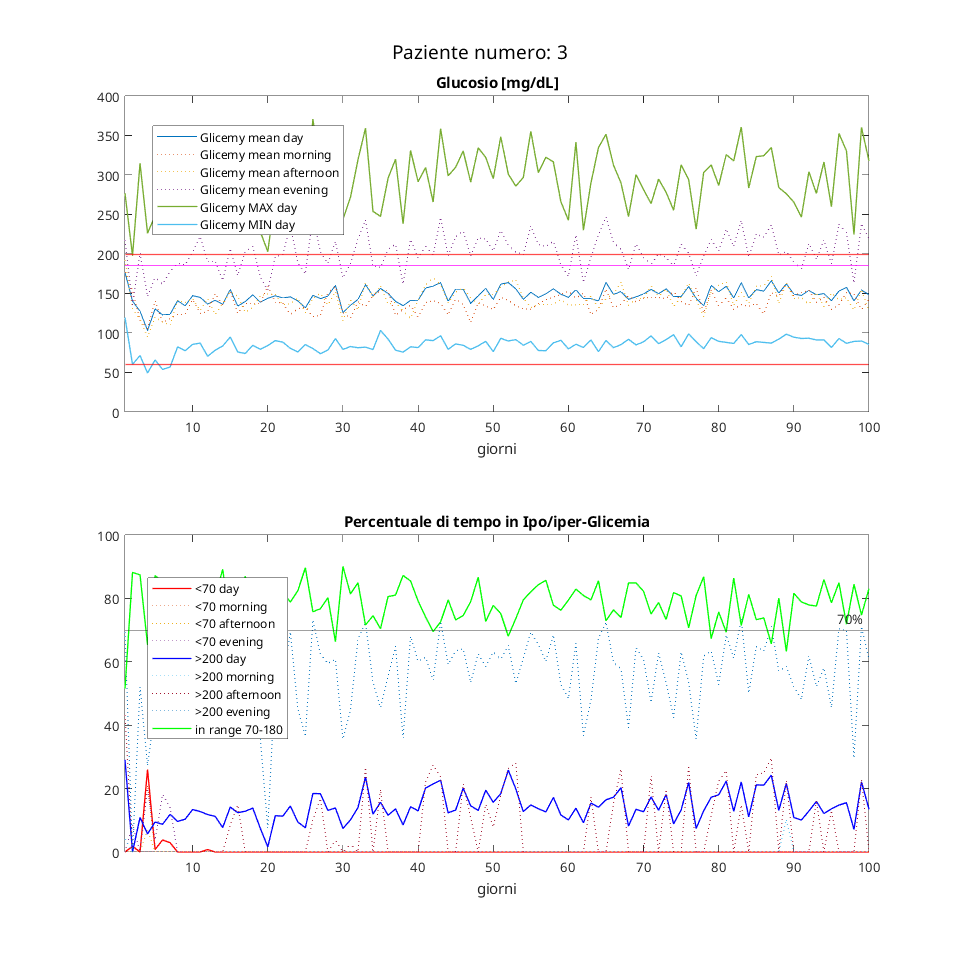 Paziente numero: 3
Glucosio [mg/dL]
400
350
300
250
200
150
100
50
0
Glicemy mean day
Glicemy mean morning
Glicemy mean afternoon
Glicemy mean evening
Glicemy MAX day
Glicemy MIN day
10 20 30 40 50 60 70 80 90 100
giorni
Percentuale di tempo in Ipo/iper-Glicemia
100
80
60
40
20
0
<70 day
<70 morning
<70 afternoon
<70 evening
>200 day
>200 morning
>200 afternoon
>200 evening
in range 70-180
70%
10 20 30 40 50 60 70 80 90 100
giorni